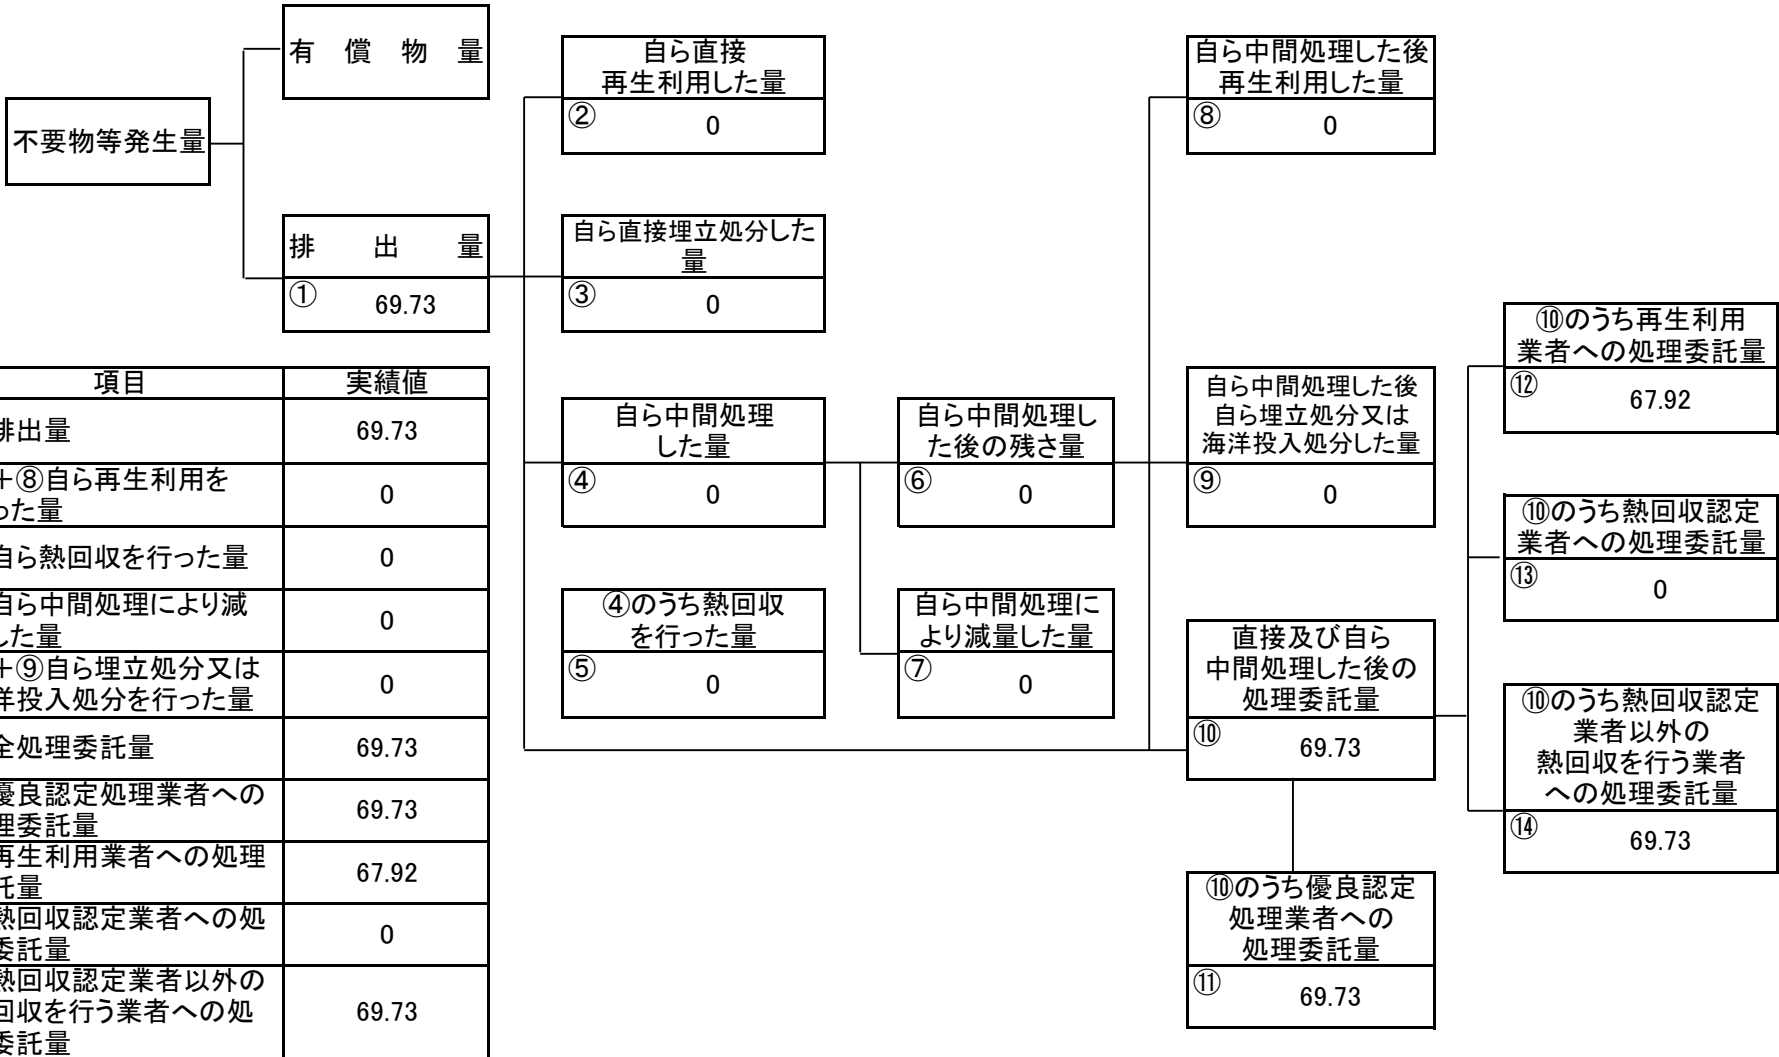 有 償 物 量
不要物等発生量
排 出 量
① 69.73
自ら直接
再生利用した量
② 0
自ら直接埋立処分した
量
③ 0
自ら中間処理
した量
④ 0
④のうち熱回収
を行った量
⑤ 0
自ら中間処理し
た後の残さ量
⑥ 0
自ら中間処理に
より減量した量
⑦ 0
自ら中間処理した後
再生利用した量
⑧ 0
自ら中間処理した後
自ら埋立処分又は
海洋投入処分した量
⑨ 0
直接及び自ら
中間処理した後の
処理委託量
⑩ 69.73
⑩のうち優良認定
処理業者への
処理委託量
⑪ 69.73
⑩のうち再生利用
業者への処理委託量
⑫ 67.92
⑩のうち熱回収認定
業者への処理委託量
⑬ 0
⑩のうち熱回収認定
業者以外の
熱回収を行う業者
への処理委託量
⑭ 69.73
項目 実績値
排出量 69.73
+⑧自ら再生利用を
った量 0
自ら熱回収を行った量 0
自ら中間処理により減
した量 0
+⑨自ら埋立処分又は
洋投入処分を行った量 0
全処理委託量 69.73
優良認定処理業者への
理委託量 69.73
再生利用業者への処理
託量 67.92
熱回収認定業者への処
委託量 0
熱回収認定業者以外の
回収を行う業者への処
委託量 69.73